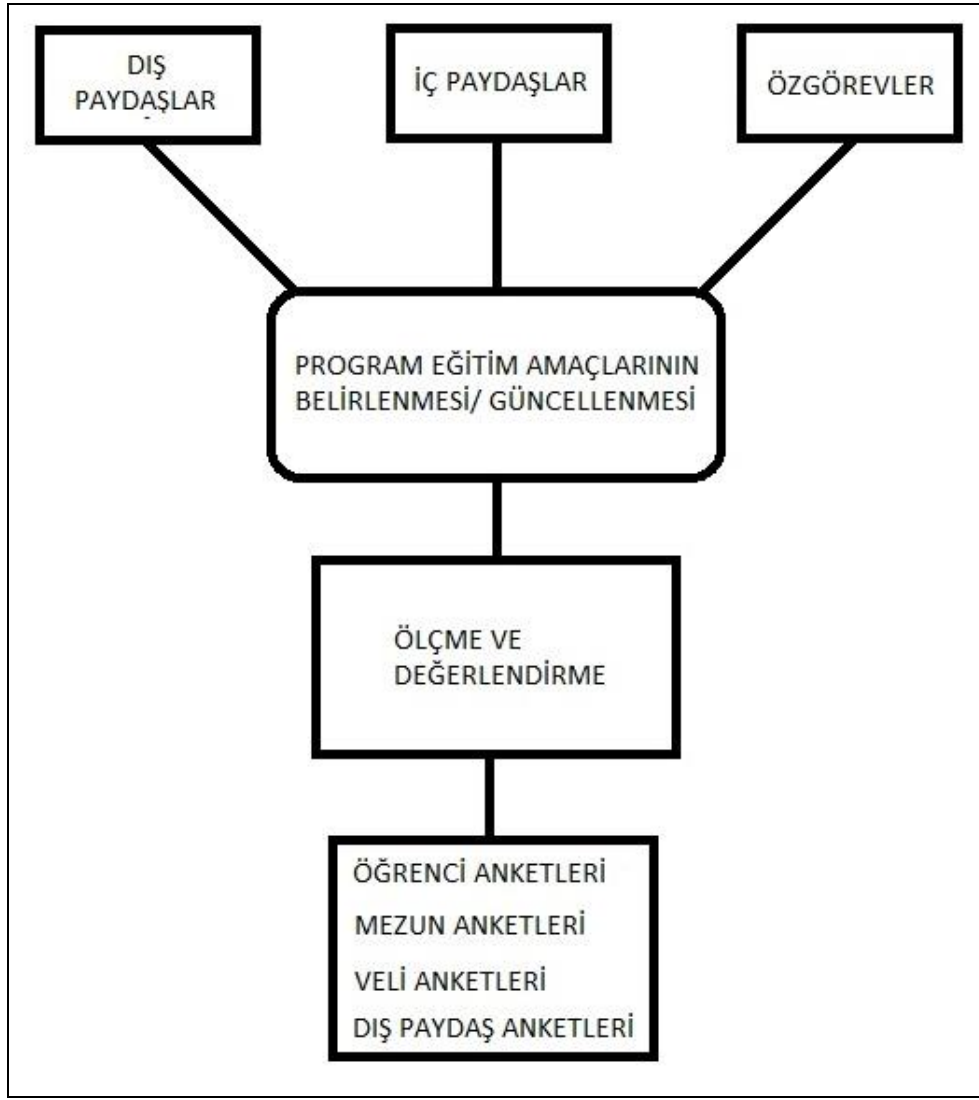 DIŞ
PAYDAŞLAR
-
İÇ PAYDAŞLAR
ÖZGÖREVLER
PROGRAM EĞİTİM AMAÇLARININ
BELİRLENMESİ/ GÜNCELLENMESİ
ÖLÇME VE
DEĞERLENDİRME
ÖĞRENCİ ANKETLERİ
MEZUN ANKETLERİ
VELİ ANKETLERİ
DIŞ PAYDAŞ ANKETLERİ